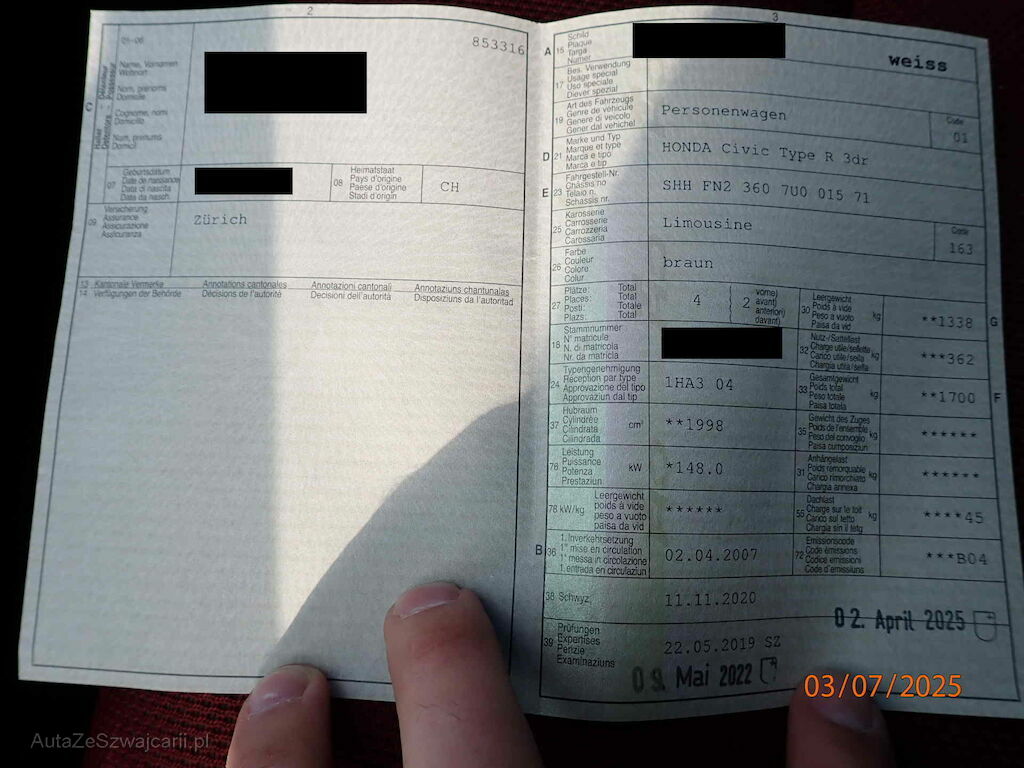 2
853316
01-06
Name, Vornamen
Wohnort
Nom, prénoms
Domicile
Cognome, nomi
Domicilio
Num, prenums
Domicil
C
Halter
Détenteur
07
Geburtsdatum
Date de naissance
Data di nascita
Data da nasch.
08
Heimatstaat
Pays d'origine
Paese d'origine
Stadi d'origin
CH
09
Versicherung
Assurance
Assicurazione
Assicuranza
Zürich
13 Kantonale Vermerke Annotations cantonales Annotazioni cantonali Annotaziuns chantunalas
14 Verfügungen der Behörde Décisions de l'autorité Decisioni dell'autorità Disposiziuns da l'autoritad
3
A 15
Schild
Plaque
Targa
Numer
weiss
17
Bes. Verwendung
Usage spécial
Uso speciale
Diever spezial
19
Art des Fahrzeugs
Genre de véhicule
Genere di veicolo
Gener dal vehichel
Personenwagen
Code
01
D 21
Marke und Typ
Marque et type
Marca e tipo
Marca e tip
HONDA Civic Type R 3dr
E 23
Fahrgestell-Nr.
Châssis no
Telaio n.
Schassis nr.
SHH FN2 360 7U0 015 71
25
Karosserie
Carrosserie
Carrozzeria
Carossaria
Limousine
Code
163
26
Farbe
Couleur
Colore
Colur
braun
27
Plätze: Total
Places: Total
Posti: Totale
Plazs: Total
4
2
vorne)
avant)
anteriori)
davant)
30
Leergewicht
Poids à vide
Peso a vuoto
Paisa da vid
kg
**1338
G
18
Stammnummer
N° matricule
N. di matricola
Nr. da matricla
32
Nutz-/Sattellast
Charge utile/sellette
Carico utile/sella
Chargia utila/sella
kg
***362
24
Typengenehmigung
Réception par type
Approvazione del tipo
Approvaziun dal tip
1HA3 04
33
Gesamtgewicht
Poids total
Peso totale
Paisa totala
kg
**1700
F
37
Hubraum
Cylindrée
Cilindrata
Cilindrada
cm³
**1998
35
Gewicht des Zuges
Poids de l'ensemble
Peso del convoglio
Paisa cumposiziun
kg
******
76
Leistung
Puissance
Potenza
Prestaziun
kW
*148.0
31
Anhängelast
Poids remorquable
Carico rimorchiato
Chargia annexa
kg
******
78 kW/kg
Leergewicht
poids à vide
peso a vuoto
paisa da vid
******
55
Dachlast
Charge sur le toit
Carico sul tetto
Chargia sin il tetg
kg
****45
B 36
1. Inverkehrsetzung
1re mise en circulation
1a messa in circolazione
1. entrada en circulaziun
02.04.2007
72
Emissionscode
Code émissions
Codice emissioni
Code d'emissiuns
***B04
38 Schwyz,
11.11.2020
02. April 2025
39
Prüfungen
Expertises
Perizie
Examinaziuns
22.05.2019 SZ
09. Mai 2022
03/07/2025
AutaZeSzwajcarii.pl